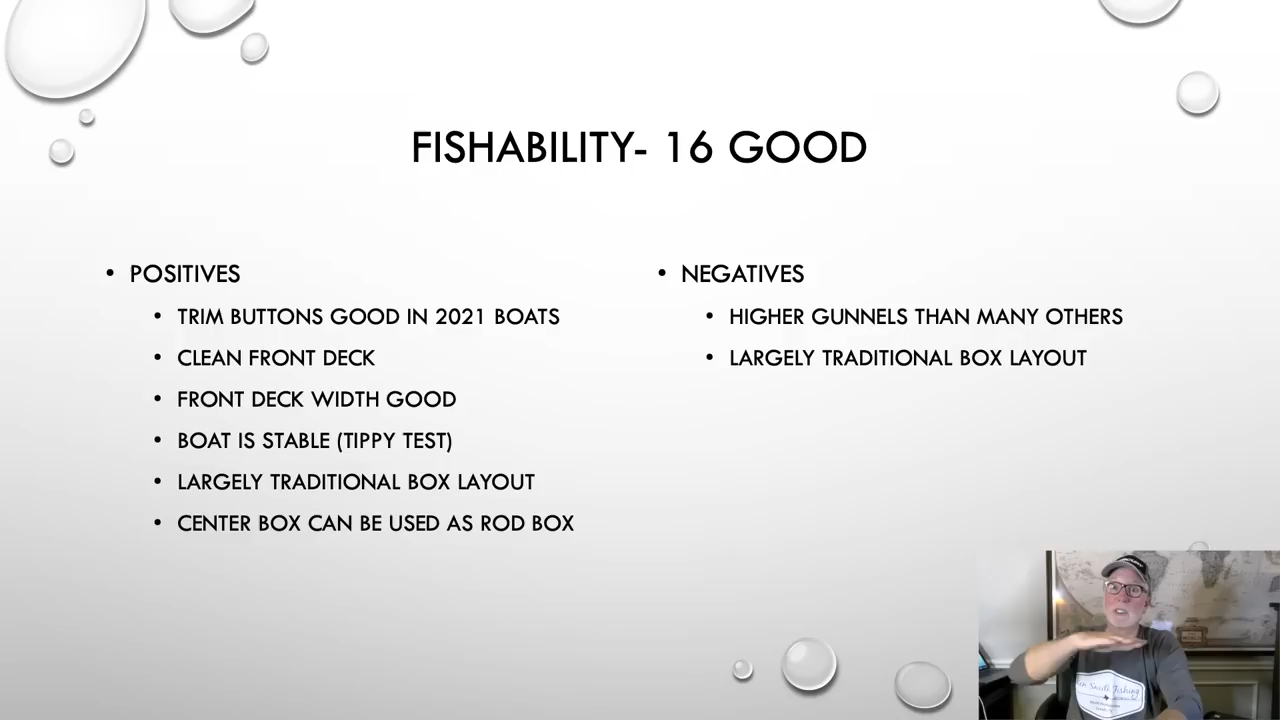 FISHABILITY- 16 GOOD
• POSITIVES
• TRIM BUTTONS GOOD IN 2021 BOATS
• CLEAN FRONT DECK
• FRONT DECK WIDTH GOOD
• BOAT IS STABLE (TIPPY TEST)
• LARGELY TRADITIONAL BOX LAYOUT
• CENTER BOX CAN BE USED AS ROD BOX
• NEGATIVES
• HIGHER GUNNELS THAN MANY OTHERS
• LARGELY TRADITIONAL BOX LAYOUT
Smith Fishing